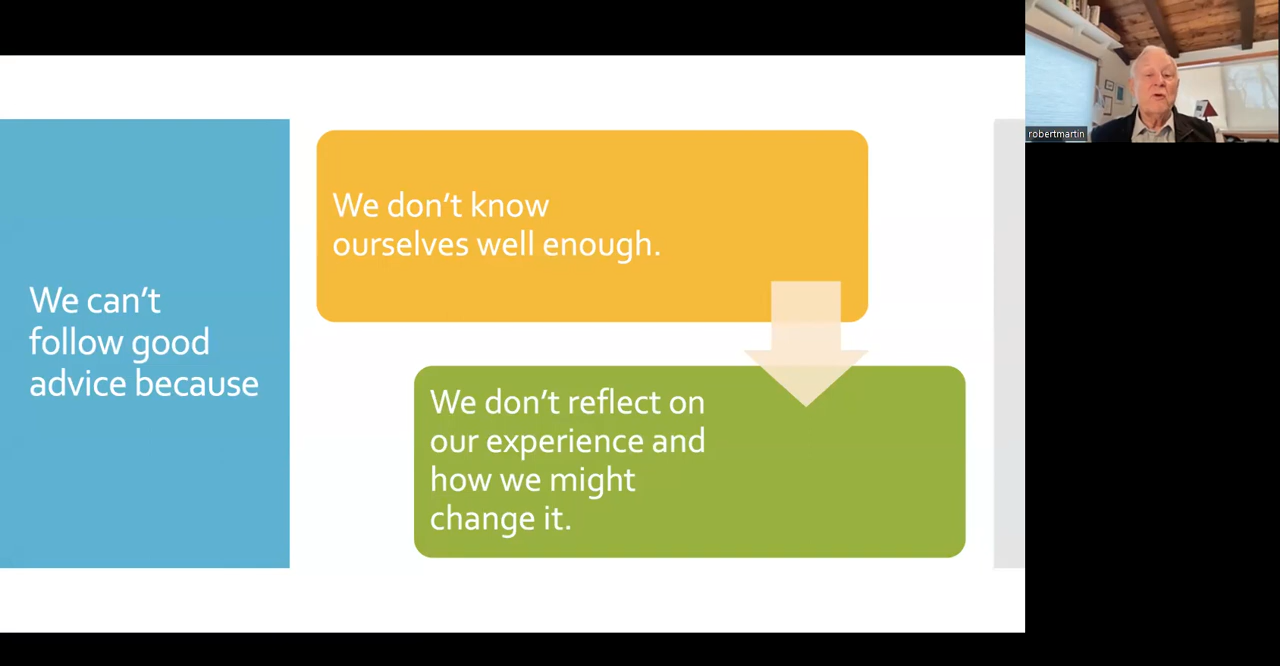 We can’t
follow good
advice because
We don’t know
ourselves well enough.
We don’t reflect on
our experience and
how we might
change it.
robertmartin